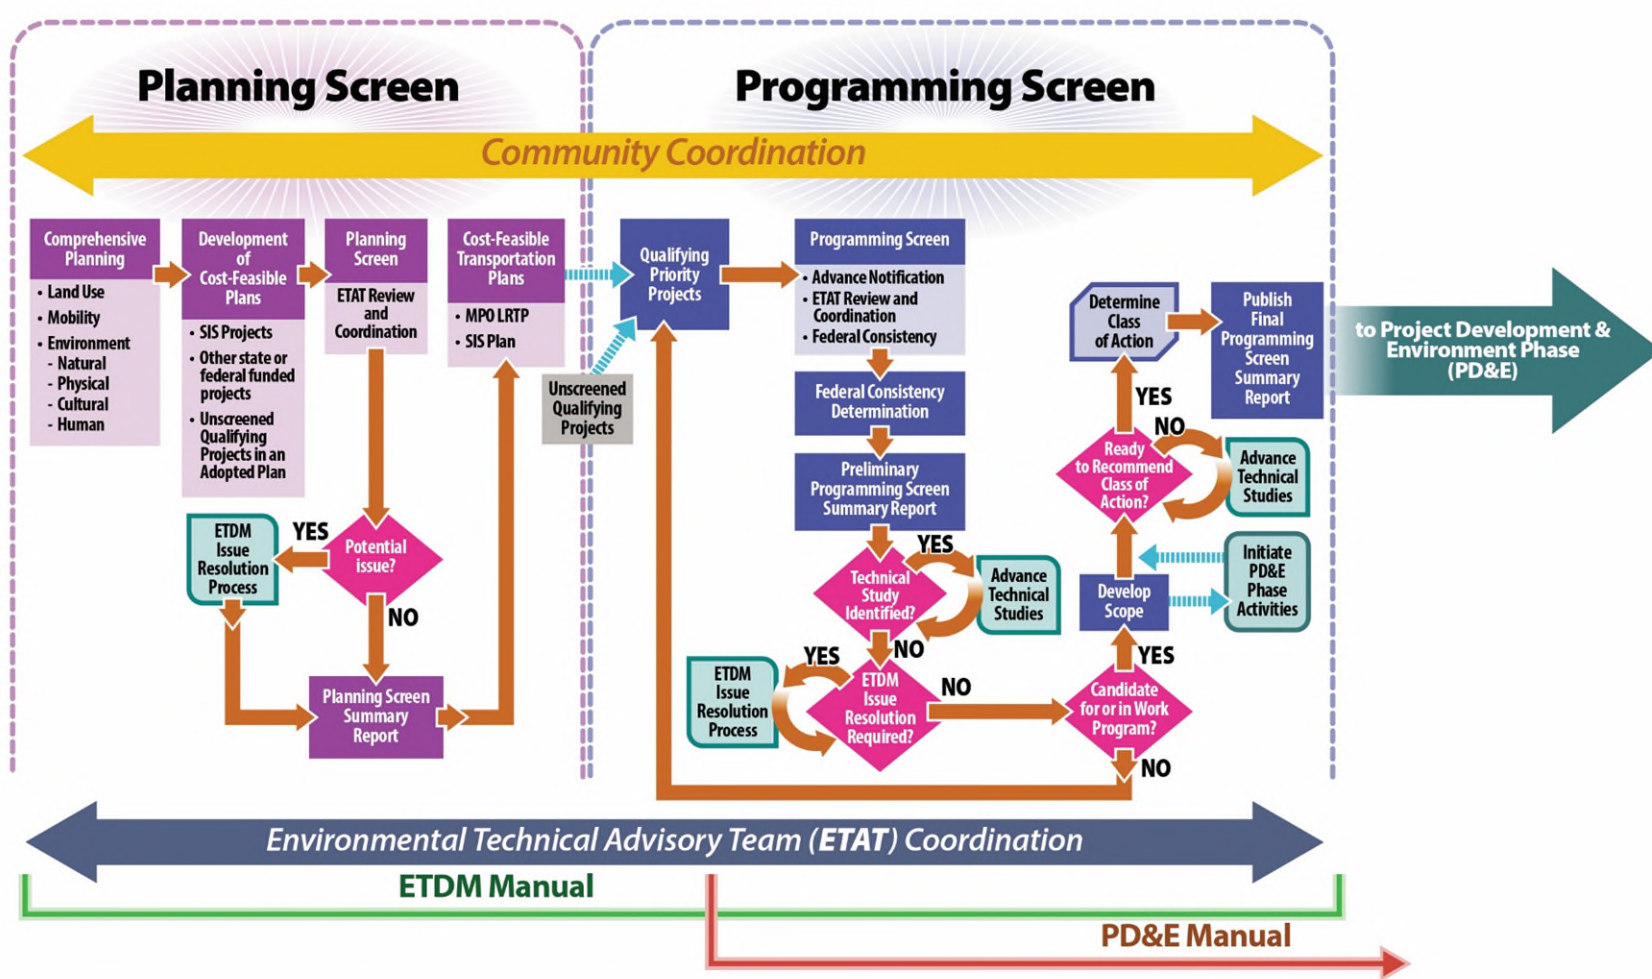 Planning Screen
Programming Screen
Community Coordination
Comprehensive
Planning
• Land Use
• Mobility
• Environment
- Natural
- Physical
- Cultural
- Human
Development
of
Cost-Feasible
Plans
• SIS Projects
• Other state or
federal funded
projects
• Unscreened
Qualifying
Projects in an
Adopted Plan
Planning
Screen
ETAT Review
and
Coordination
Cost-Feasible
Transportation
Plans
• MPO LRTP
• SIS Plan
Unscreened
Qualifying
Projects
ETDM
Issue
Resolution
Process
YES
Potential
issue?
NO
Planning Screen
Summary
Report
Qualifying
Priority
Projects
Programming Screen
• Advance Notification
• ETAT Review and
Coordination
• Federal Consistency
Federal Consistency
Determination
Preliminary
Programming Screen
Summary Report
YES
Technical
Study
Identified?
Advance
Technical
Studies
NO
YES
ETDM
Issue
Resolution
Process
ETDM
Issue
Resolution
Required?
NO
Candidate
for or in Work
Program?
NO
YES
Develop
Scope
Initiate
PD&E
Phase
Activities
Ready
to Recommend
Class of
Action?
NO
Advance
Technical
Studies
YES
Determine
Class
of Action
Publish
Final
Programming
Screen
Summary
Report
to Project Development &
Environment Phase
(PD&E)
Environmental Technical Advisory Team (ETAT) Coordination
ETDM Manual
PD&E Manual